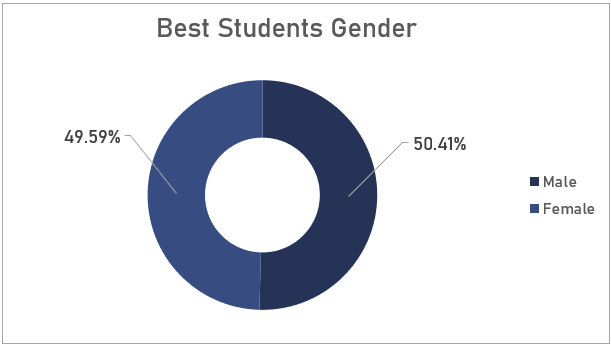 Best Students Gender
49.59%
50.41%
Male
Female